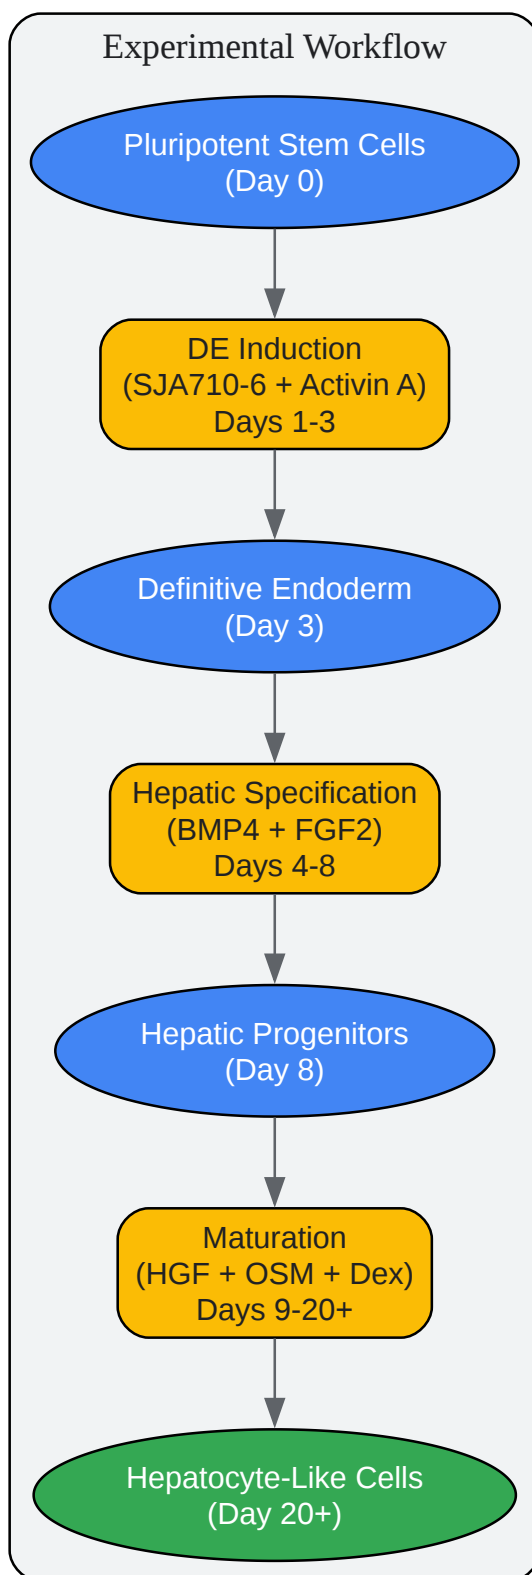 Experimental Workflow
Pluripotent Stem Cells
(Day 0)
DE Induction
(SJA710-6 + Activin A)
Days 1-3
Definitive Endoderm
(Day 3)
Hepatic Specification
(BMP4 + FGF2)
Days 4-8
Hepatic Progenitors
(Day 8)
Maturation
(HGF + OSM + Dex)
Days 9-20+
Hepatocyte-Like Cells
(Day 20+)